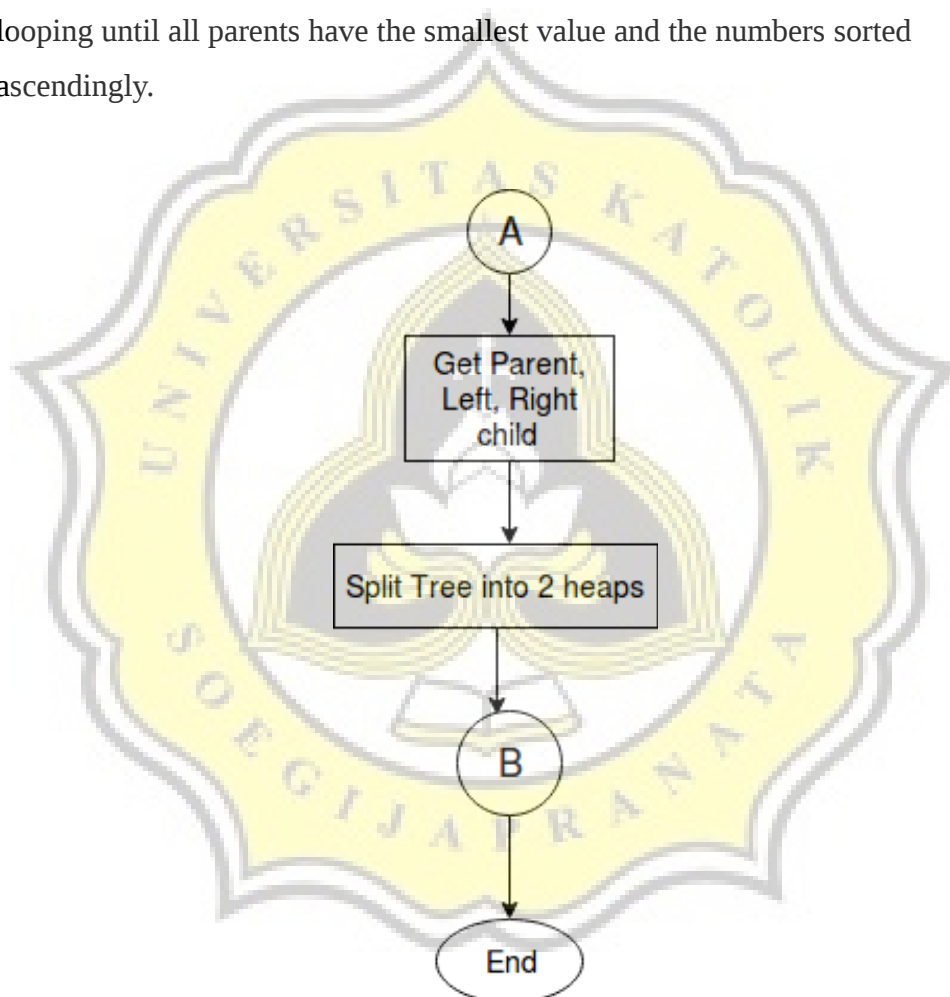 looping until all parents have the smallest value and the numbers sorted
ascendingly.
UNIVERSITAS KATOLIK
A
Get Parent,
Left, Right
child
Split Tree into 2 heaps
B
SOEGIJAPRANATA
End